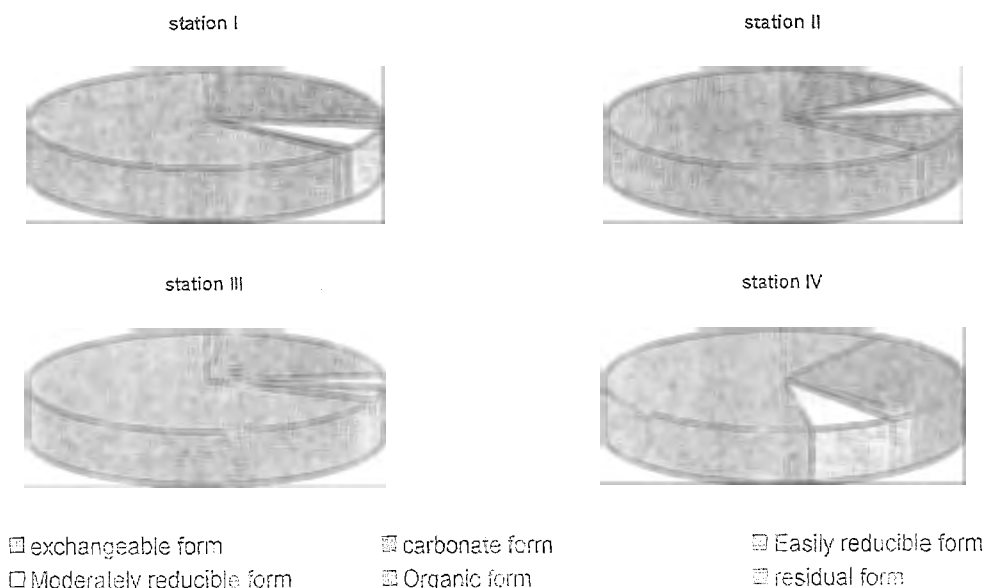 station I
station II
station III
station IV
exchangeable form
carbonate form
Easily reducible form
Moderately reducible form
Organic form
residual form